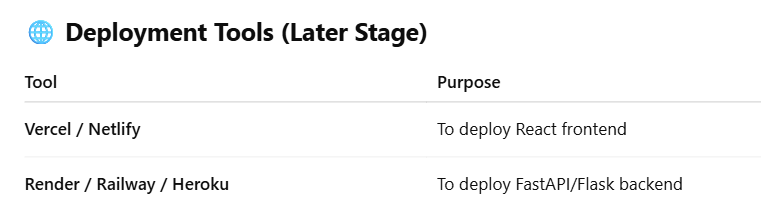 🌐 Deployment Tools (Later Stage)
Tool Purpose
Vercel / Netlify To deploy React frontend
Render / Railway / Heroku To deploy FastAPI/Flask backend